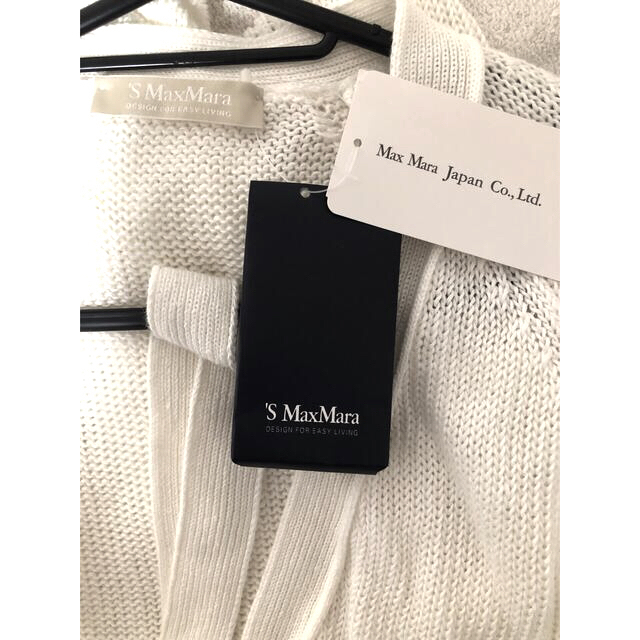 'S MaxMara
DESIGN FOR EASY LIVING
Max Mara Japan Co., Ltd.
'S MaxMara
DESIGN FOR EASY LIVING